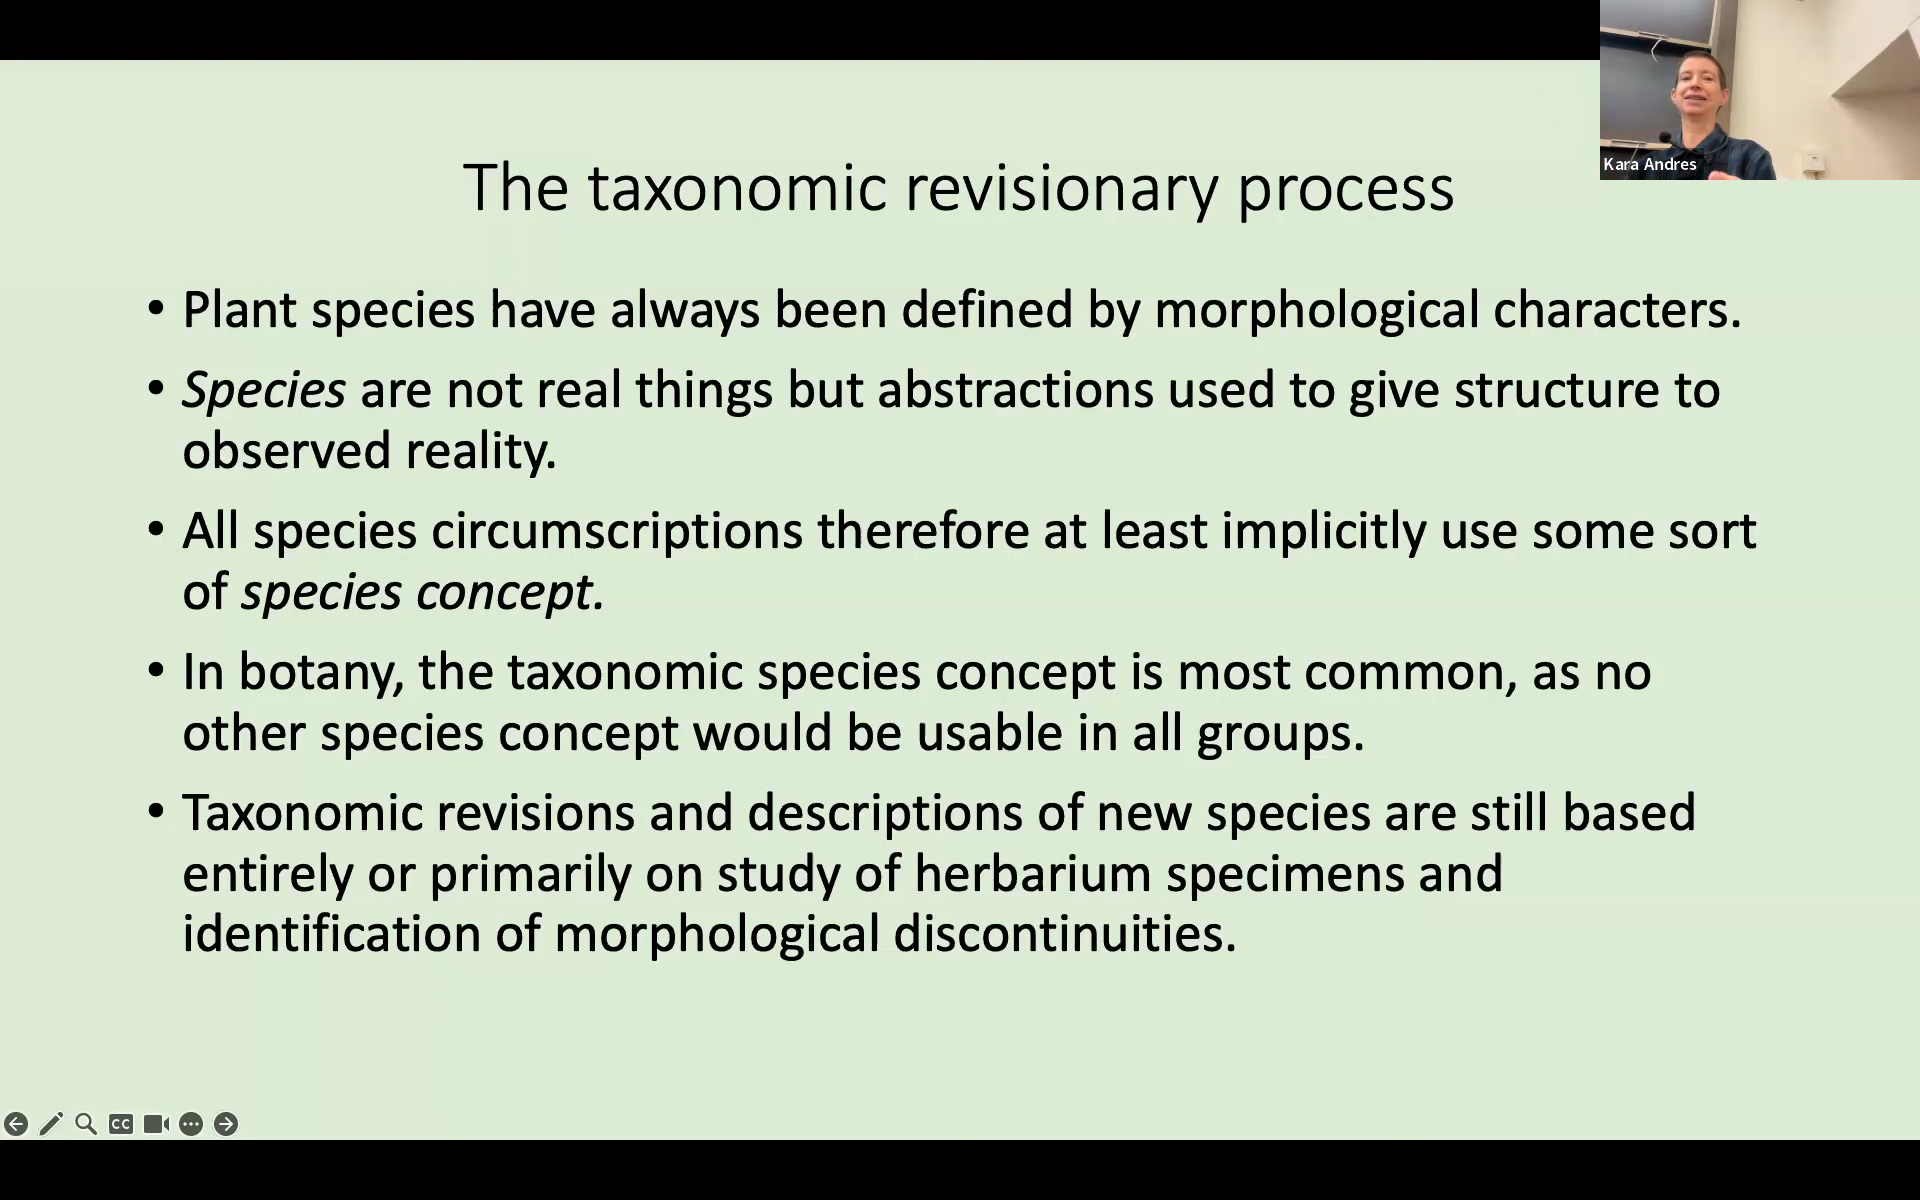 Kara Andres
The taxonomic revisionary process
• Plant species have always been defined by morphological characters.
• Species are not real things but abstractions used to give structure to
observed reality.
• All species circumscriptions therefore at least implicitly use some sort
of species concept.
• In botany, the taxonomic species concept is most common, as no
other species concept would be usable in all groups.
• Taxonomic revisions and descriptions of new species are still based
entirely or primarily on study of herbarium specimens and
identification of morphological discontinuities.
CC